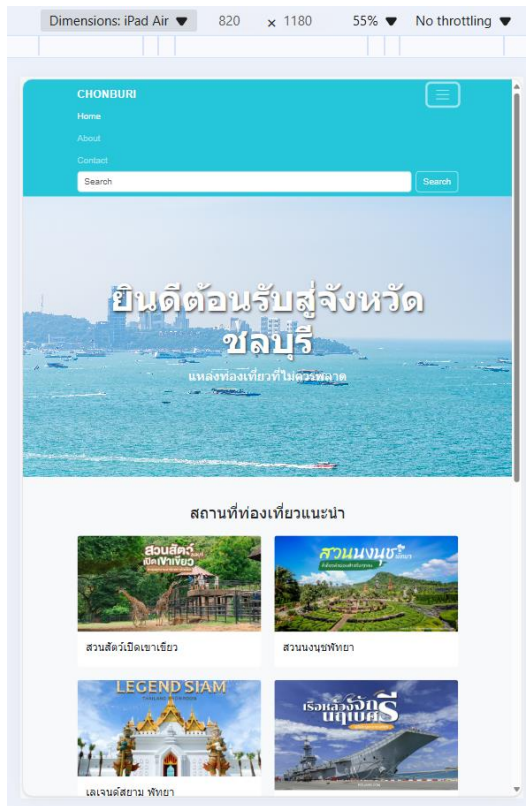 Dimensions: iPad Air ▼ 820 × 1180 55% ▼ No throttling ▼
CHONBURI
Home
About
Contact
Search Search
ยินดีต้อนรับสู่จังหวัด
ชลบุรี
แหล่งท่องเที่ยวที่ไม่ควรพลาด
สถานที่ท่องเที่ยวแนะนำ
สวนสัตว์
เปิดเขาเขียว
สวนนงนุช
พัทยา
สวนสัตว์เปิดเขาเขียว
สวนนงนุชพัทยา
LEGEND SIAM
เรือหลวงจักรี
นฤเบศร
เลเจนด์สยาม พัทยา